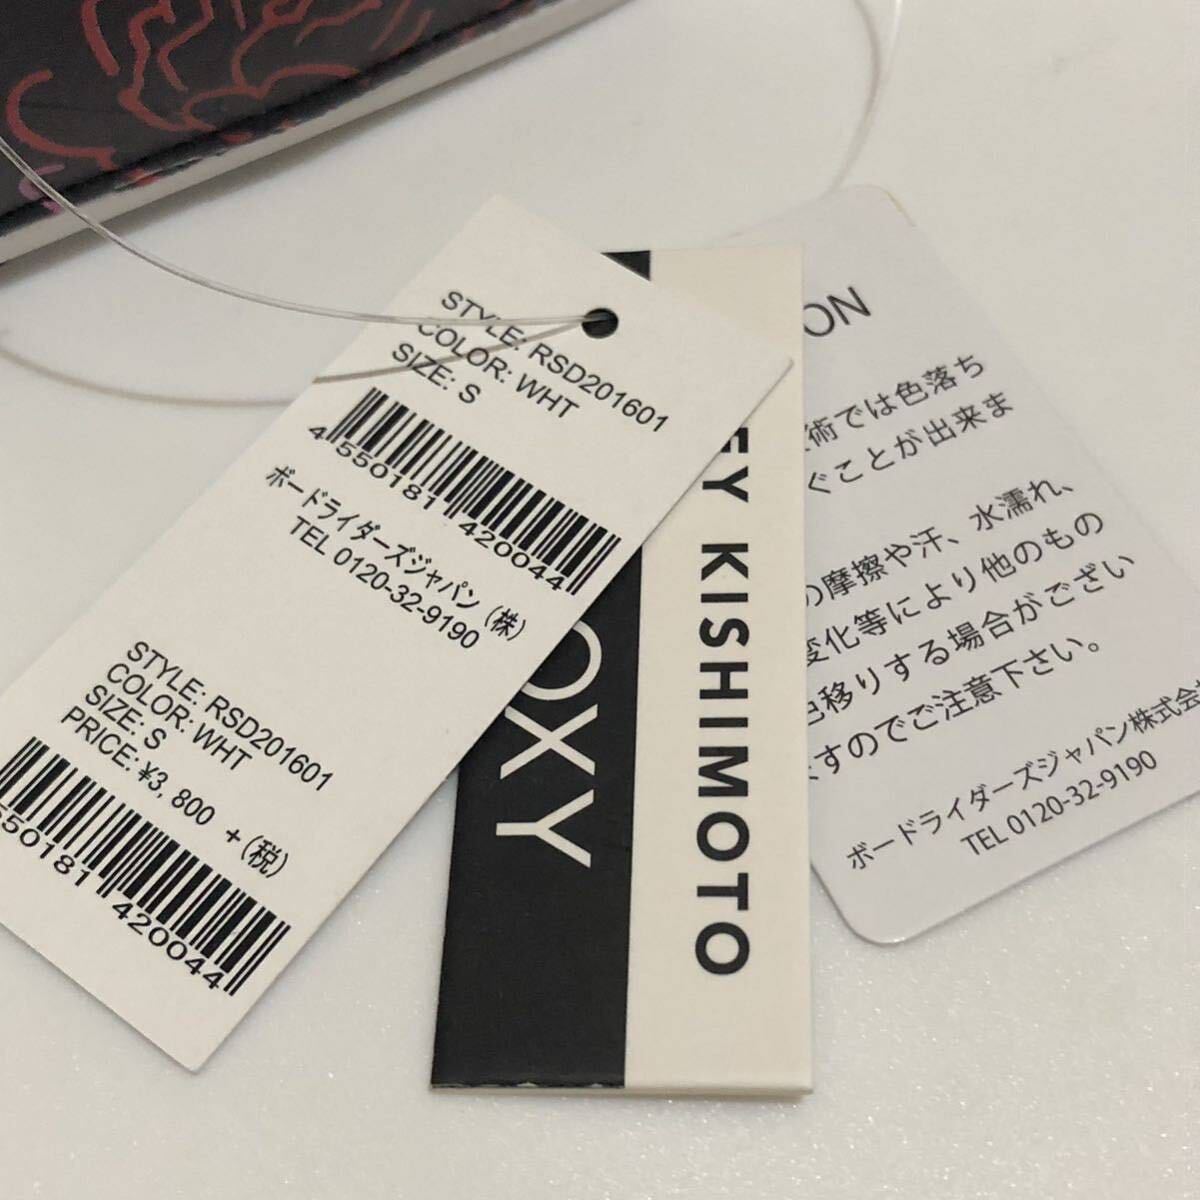 STYLE: RSD201601
COLOR: WHT
SIZE: S
4 550181 420044
ボードライダーズジャパン (株)
TEL 0120-32-9190
STYLE: RSD201601
COLOR: WHT
SIZE: S
PRICE: ¥3, 800 + (税)
550181 420044
OXY
EY KISHIMOTO
ON
術では色落ち
ぐことが出来ま
の摩擦や汗、水濡れ、
変化等により他のもの
色移りする場合がござい
ますのでご注意下さい。
ボードライダーズジャパン株式会
TEL 0120-32-9190